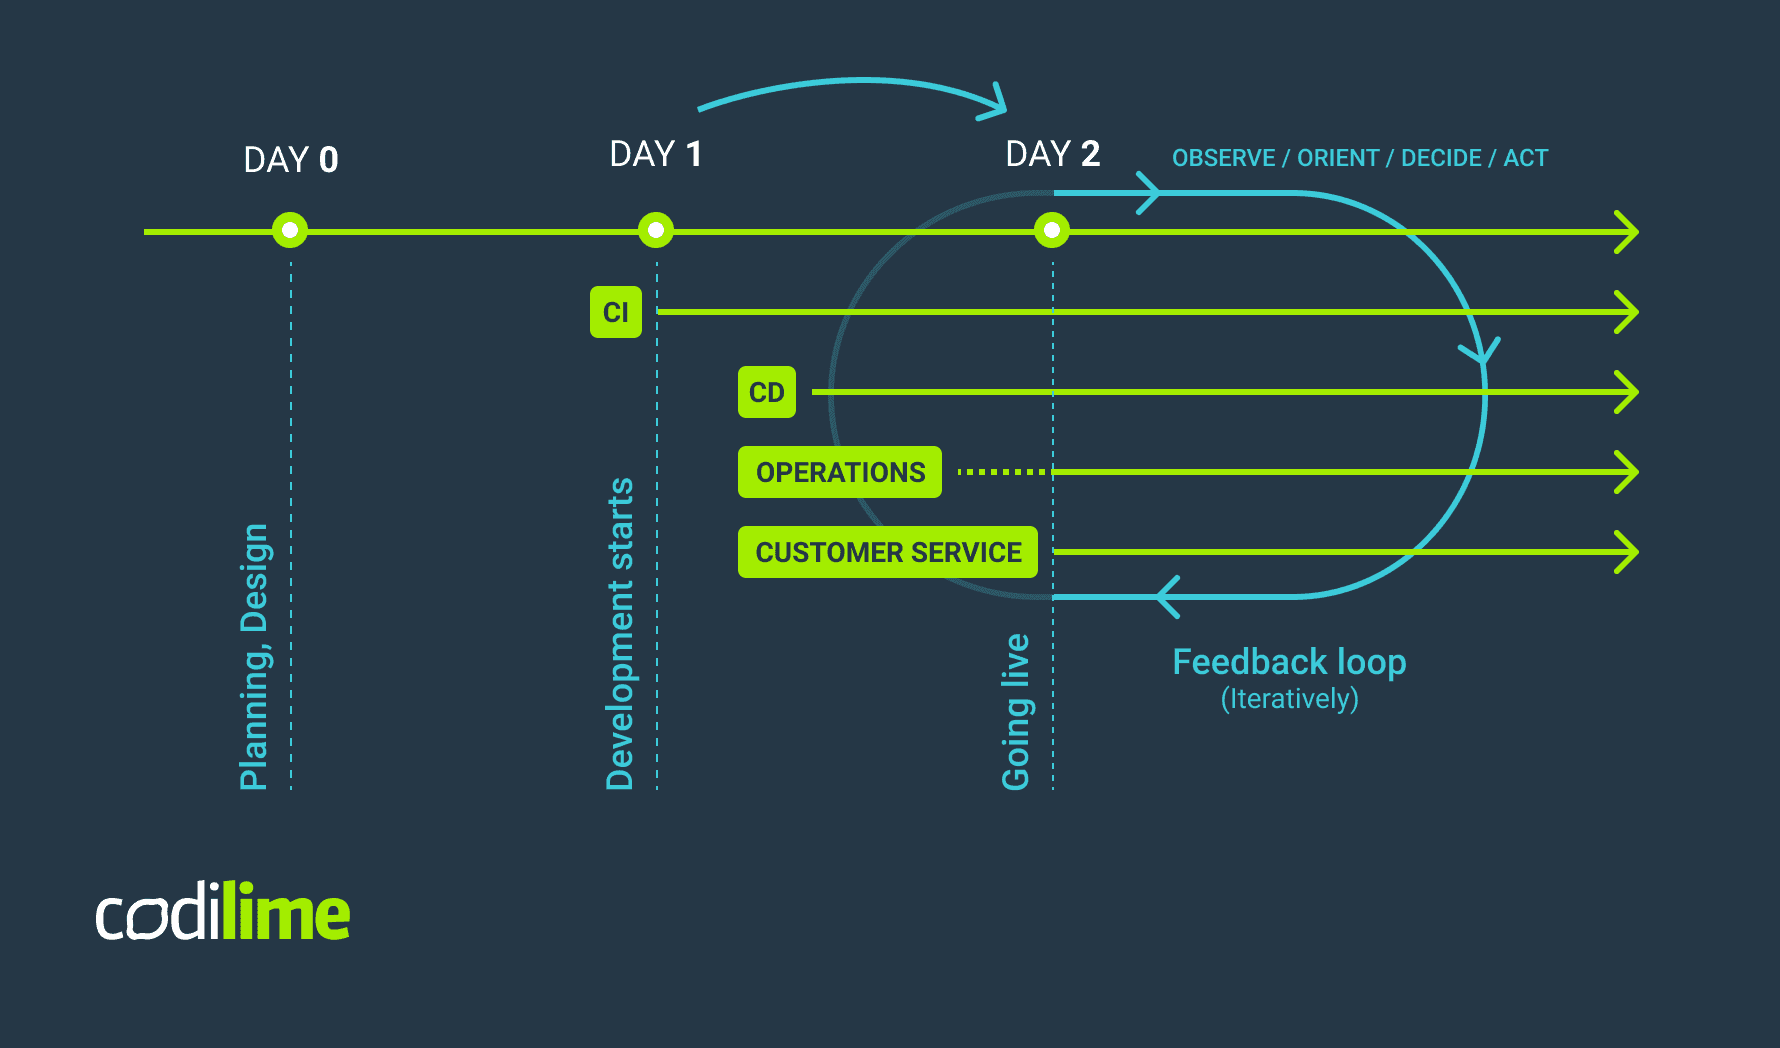 DAY 0
DAY 1
DAY 2
OBSERVE / ORIENT / DECIDE / ACT
CI
CD
OPERATIONS
CUSTOMER SERVICE
Planning, Design
Development starts
Going live
Feedback loop
(Iteratively)
codilime